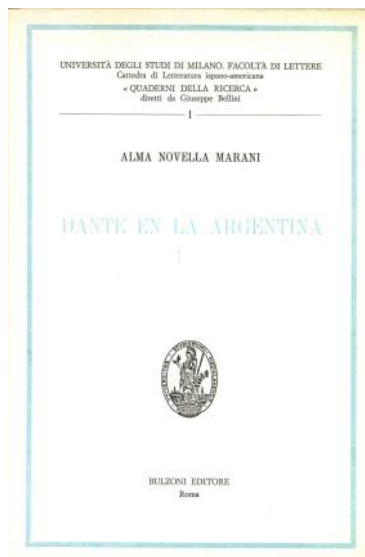 UNIVERSITÀ DEGLI STUDI DI MILANO. FACOLTÀ DI LETTERE
Cattedra di Letteratura ispano-americana
« QUADERNI DELLA RICERCA »
diretti da Giuseppe Bellini
1
ALMA NOVELLA MARANI
DANTE EN LA ARGENTINA
BULZONI EDITORE
Roma